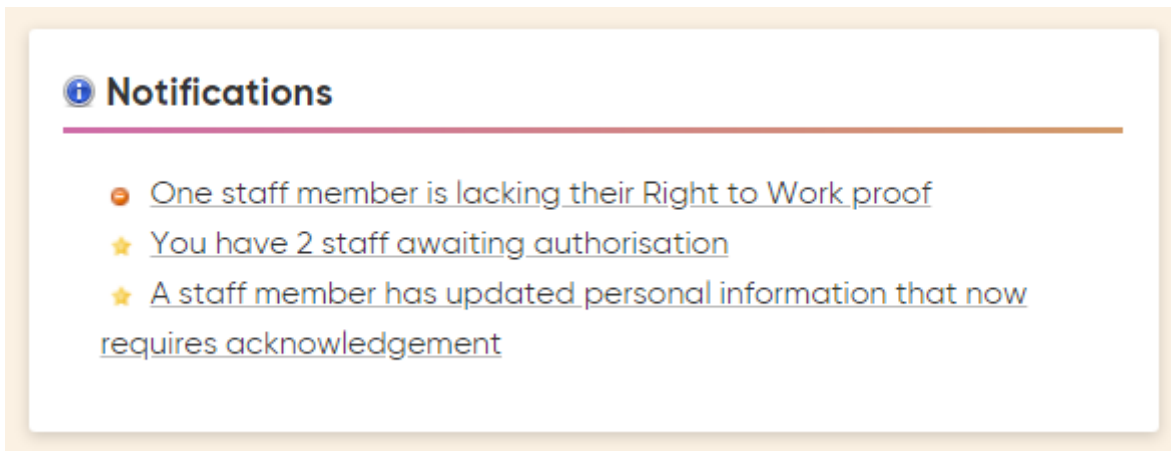 Notifications
One staff member is lacking their Right to Work proof
You have 2 staff awaiting authorisation
A staff member has updated personal information that now
requires acknowledgement